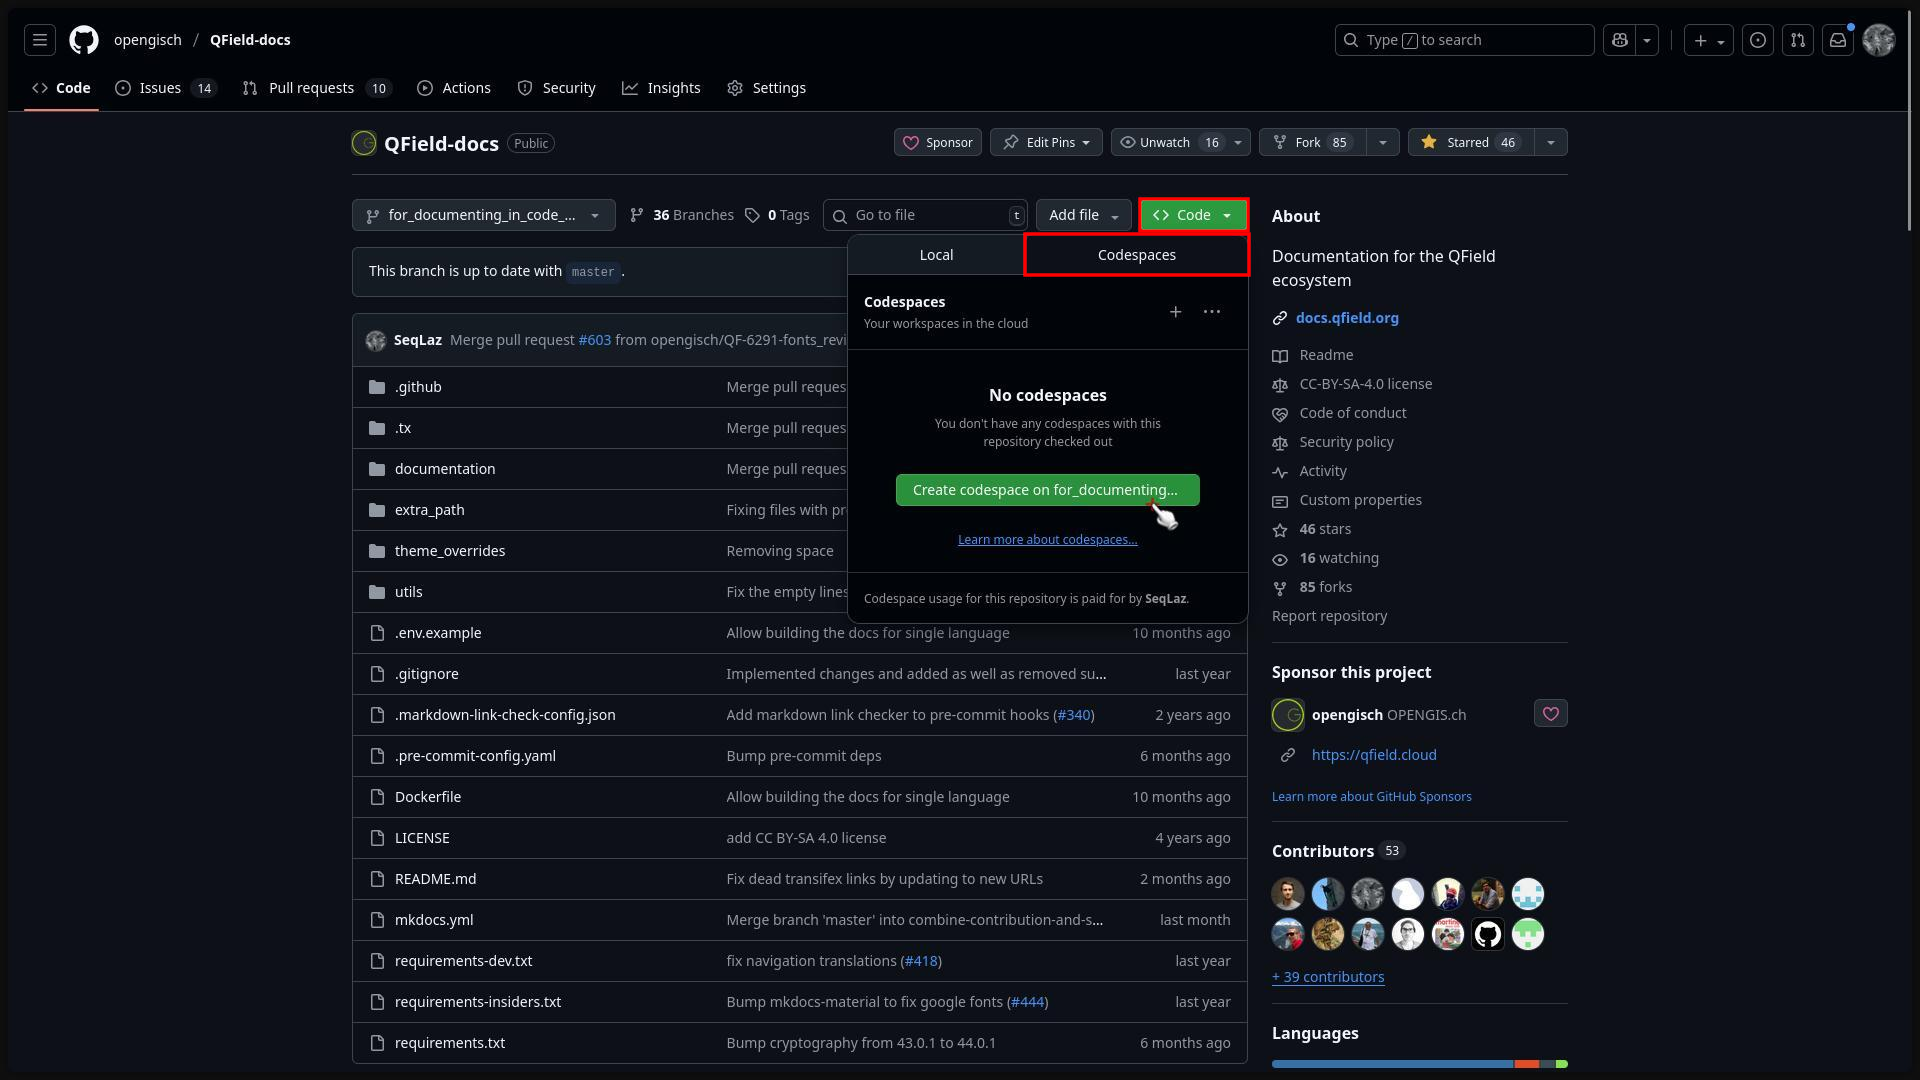 opengisch / QField-docs
Type / to search
Code
Issues 14
Pull requests 10
Actions
Security
Insights
Settings
QField-docs Public
Sponsor
Edit Pins
Unwatch 16
Fork 85
Starred 46
for_documenting_in_code_...
36 Branches
0 Tags
Go to file t
Add file
Code
This branch is up to date with master .
Local
Codespaces
Codespaces
Your workspaces in the cloud
No codespaces
You don't have any codespaces with this
repository checked out
Create codespace on for_documenting...
Learn more about codespaces...
Codespace usage for this repository is paid for by SeqLaz.
SeqLaz Merge pull request #603 from opengisch/QF-6291-fonts_revi
.github Merge pull reques
.tx Merge pull reques
documentation Merge pull reques
extra_path Fixing files with pr
theme_overrides Removing space
utils Fix the empty lines
.env.example Allow building the docs for single language 10 months ago
.gitignore Implemented changes and added as well as removed su... last year
.markdown-link-check-config.json Add markdown link checker to pre-commit hooks (#340) 2 years ago
.pre-commit-config.yaml Bump pre-commit deps 6 months ago
Dockerfile Allow building the docs for single language 10 months ago
LICENSE add CC BY-SA 4.0 license 4 years ago
README.md Fix dead transifex links by updating to new URLs 2 months ago
mkdocs.yml Merge branch 'master' into combine-contribution-and-s... last month
requirements-dev.txt fix navigation translations (#418) last year
requirements-insiders.txt Bump mkdocs-material to fix google fonts (#444) last year
requirements.txt Bump cryptography from 43.0.1 to 44.0.1 6 months ago
About
Documentation for the QField
ecosystem
docs.qfield.org
Readme
CC-BY-SA-4.0 license
Code of conduct
Security policy
Activity
Custom properties
46 stars
16 watching
85 forks
Report repository
Sponsor this project
opengisch OPENGIS.ch
https://qfield.cloud
Learn more about GitHub Sponsors
Contributors 53
+ 39 contributors
Languages